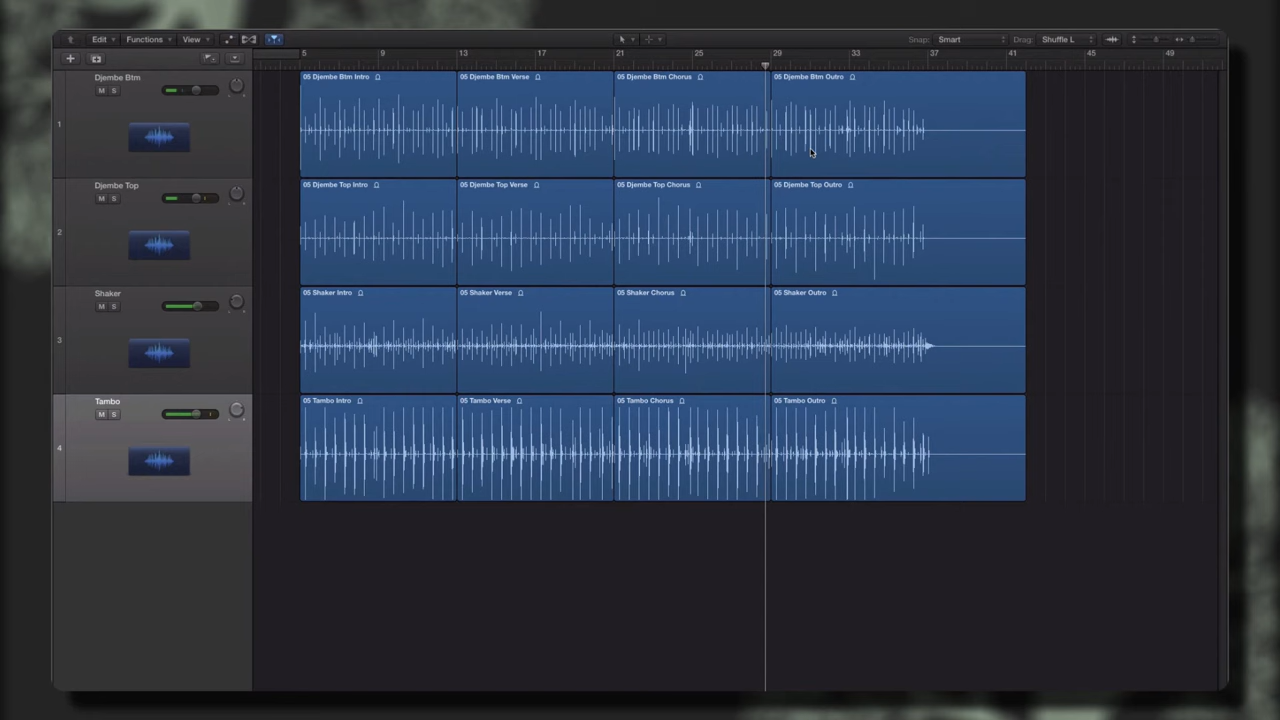 Edit Functions View Snap: Smart Drag: Shuffle L
5 9 13 17 21 25 29 33 37 41 45 49
Djembe Btm 05 Djembe Btm Intro 05 Djembe Btm Verse 05 Djembe Btm Chorus 05 Djembe Btm Outro
M S
1
Djembe Top 05 Djembe Top Intro 05 Djembe Top Verse 05 Djembe Top Chorus 05 Djembe Top Outro
M S
2
Shaker 05 Shaker Intro 05 Shaker Verse 05 Shaker Chorus 05 Shaker Outro
M S
3
Tambo 05 Tambo Intro 05 Tambo Verse 05 Tambo Chorus 05 Tambo Outro
M S
4